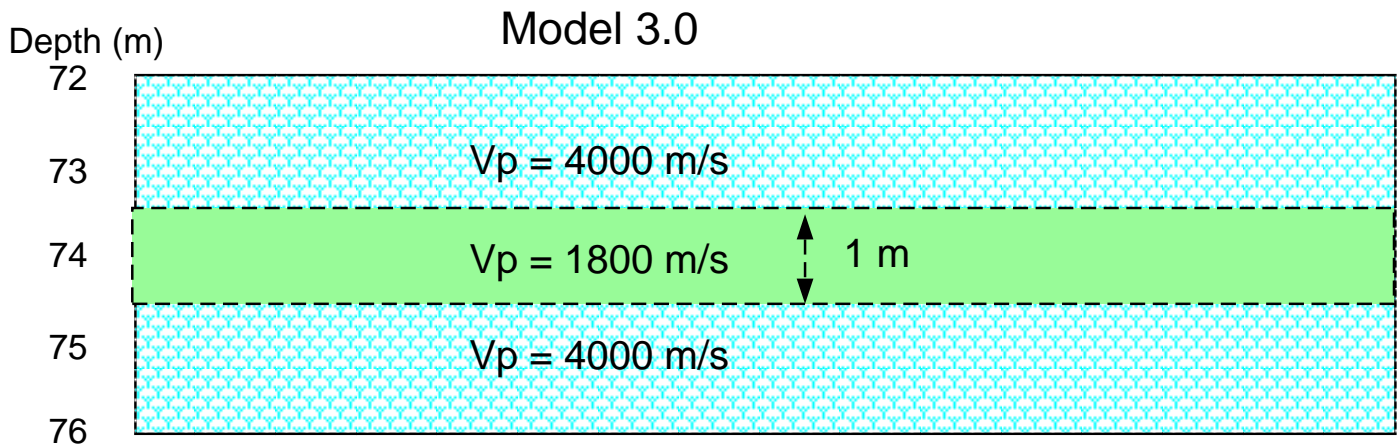 Model 3.0
Depth (m)
72
73
Vp = 4000 m/s
74
Vp = 1800 m/s
1 m
75
Vp = 4000 m/s
76